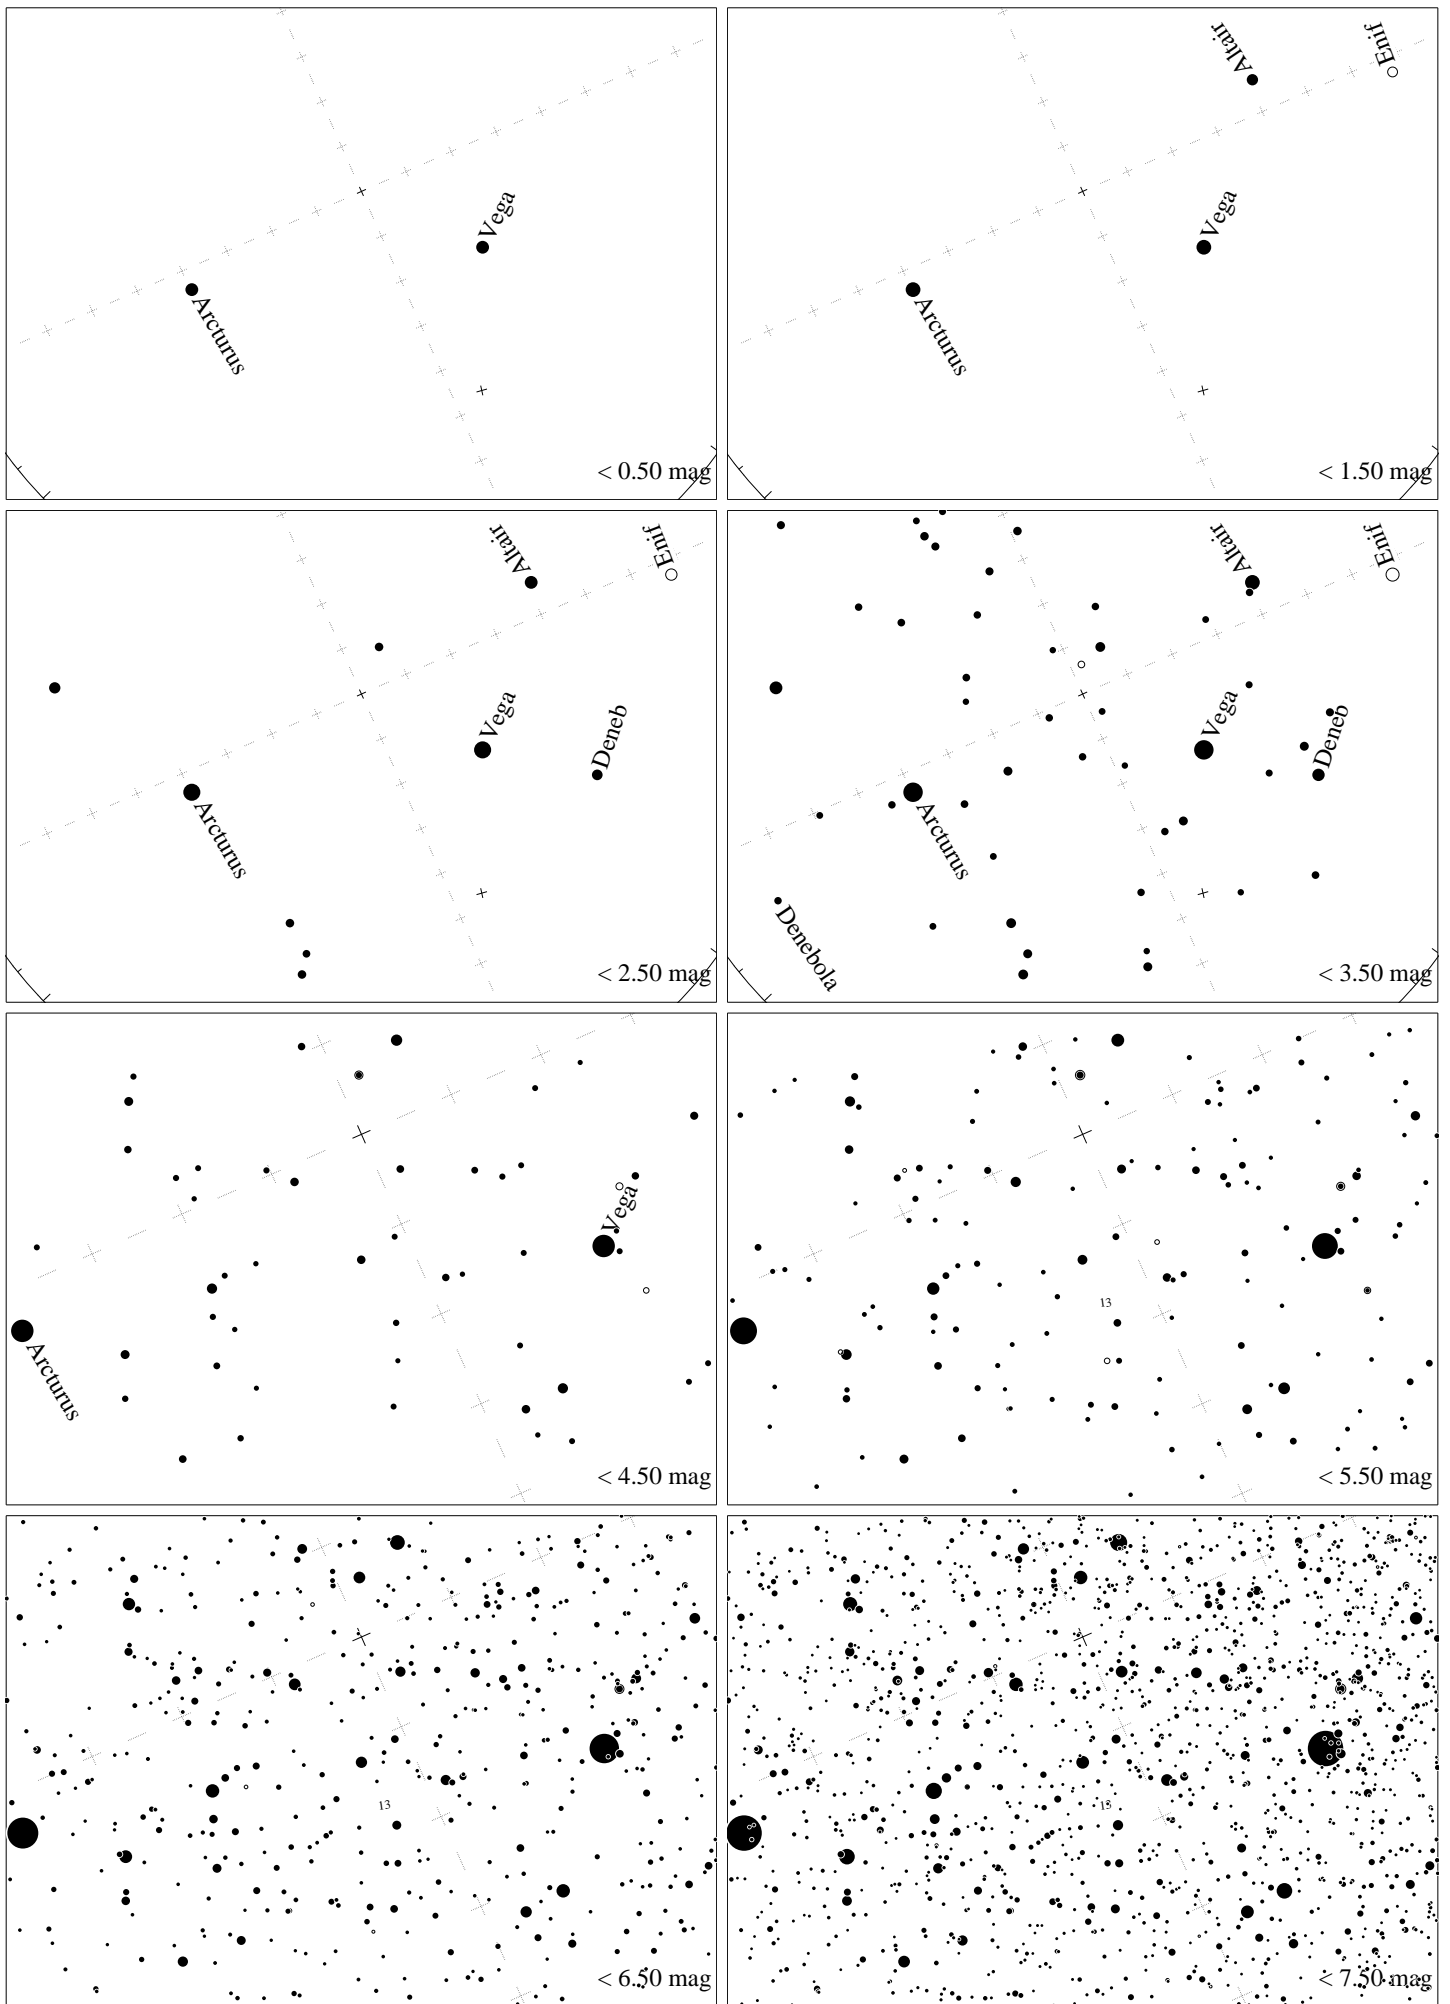 Vega
Arcturus
< 0.50 mag
Altair
Enif
Vega
Arcturus
< 1.50 mag
Altair
Enif
Vega
Deneb
Arcturus
< 2.50 mag
Altair
Enif
Vega
Deneb
Arcturus
Denebola
< 3.50 mag
Vega
Arcturus
< 4.50 mag
13
< 5.50 mag
13
< 6.50 mag
13
< 7.50 mag